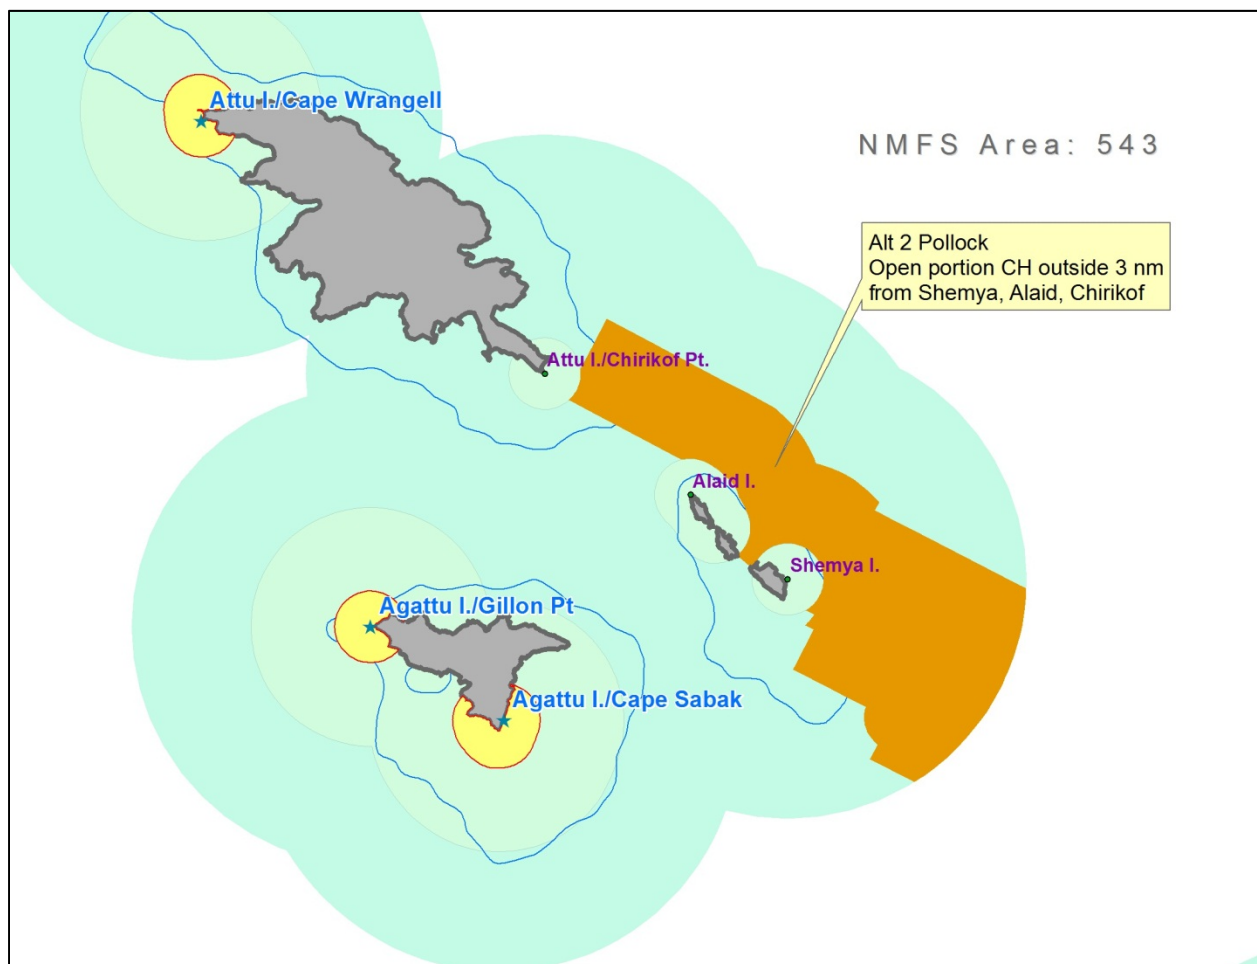 Attu I./Cape Wrangell
NMFS Area: 543
Alt 2 Pollock
Open portion CH outside 3 nm
from Shemya, Alaid, Chirikof
Attu I./Chirikof Pt.
Alaid I.
Shemya I.
Agattu I./Gillon Pt
Agattu I./Cape Sabak